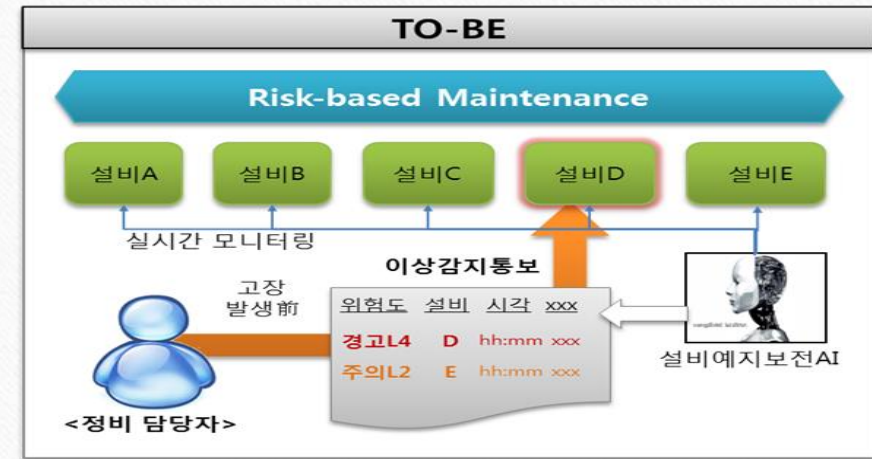 TO-BE
Risk-based Maintenance
설비A 설비B 설비C 설비D 설비E
실시간 모니터링
이상감지통보
고장
발생前
위험도 설비 시각 xxx
경고L4 D hh:mm xxx
주의L2 E hh:mm xxx
설비예지보전AI
<정비 담당자>